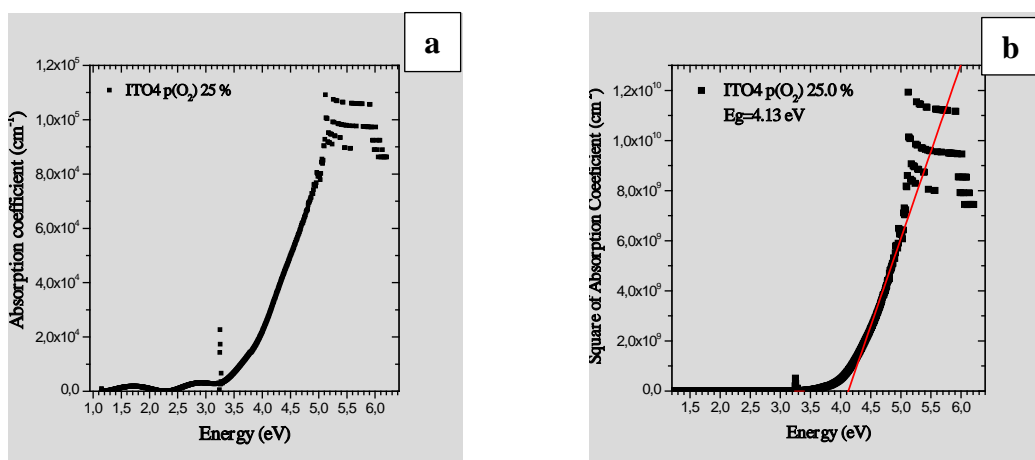 a
1,2x10⁵
1,0x10⁵
8,0x10⁴
6,0x10⁴
4,0x10⁴
2,0x10⁴
0,0
ITO4 p(O₂) 25 %
Absorption coefficient (cm⁻¹)
1,0 1,5 2,0 2,5 3,0 3,5 4,0 4,5 5,0 5,5 6,0
Energy (eV)
b
1,2x10¹⁰
1,0x10¹⁰
8,0x10⁹
6,0x10⁹
4,0x10⁹
2,0x10⁹
0,0
ITO4 p(O₂) 25.0 %
Eg=4.13 eV
Square of Absorption Coeeficient
1,5 2,0 2,5 3,0 3,5 4,0 4,5 5,0 5,5 6,0
Energy (eV)